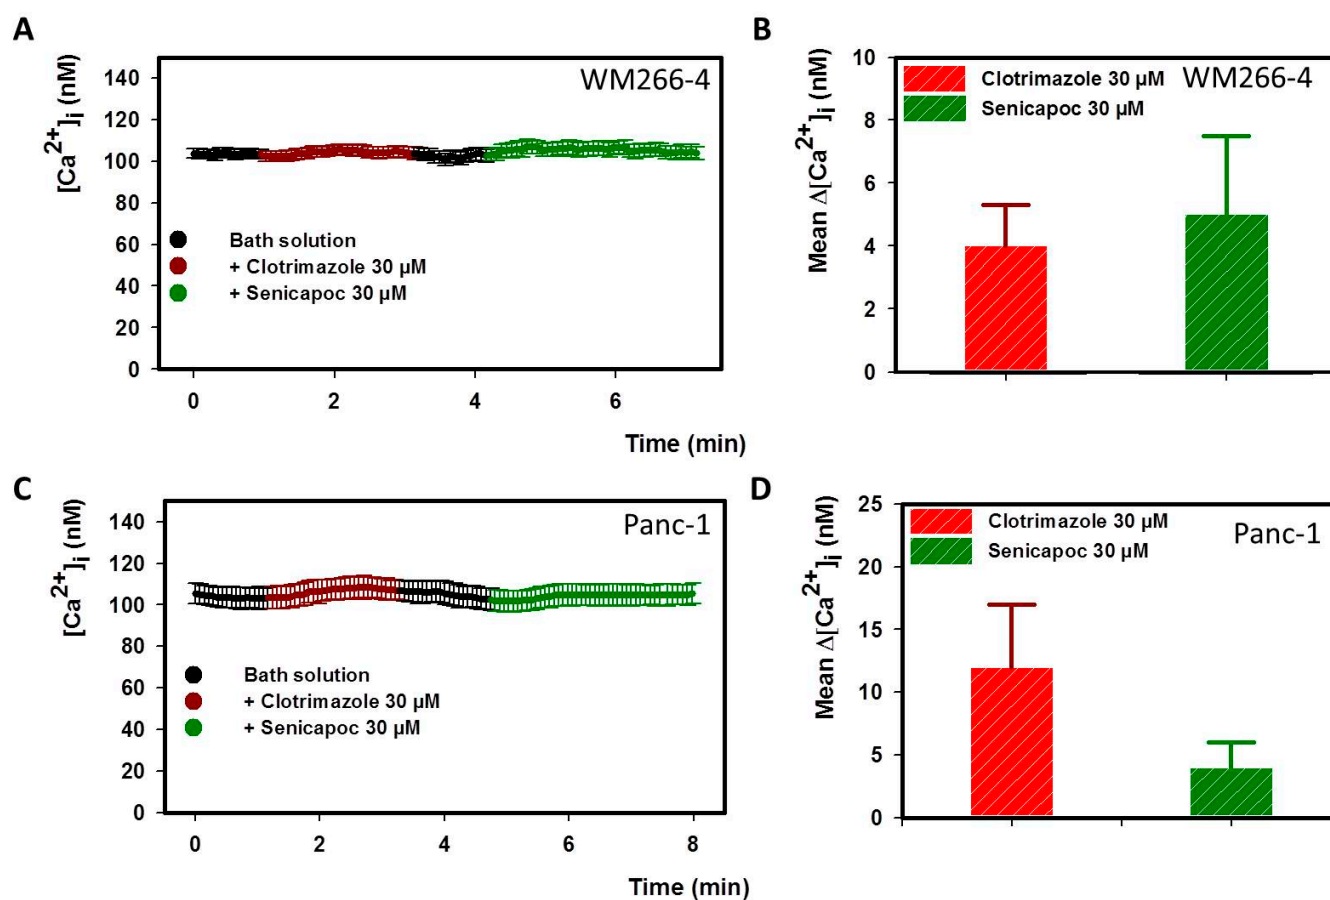 A
[Ca2+]i (nM)
140
120
100
80
60
40
20
0
WM266-4
Bath solution
+ Clotrimazole 30 µM
+ Senicapoc 30 µM
0 2 4 6
Time (min)
B
Mean Δ[Ca2+]i (nM)
10
8
6
4
2
0
Clotrimazole 30 µM
Senicapoc 30 µM
WM266-4
C
[Ca2+]i (nM)
140
120
100
80
60
40
20
0
Panc-1
Bath solution
+ Clotrimazole 30 µM
+ Senicapoc 30 µM
0 2 4 6 8
Time (min)
D
Mean Δ[Ca2+]i (nM)
25
20
15
10
5
0
Clotrimazole 30 µM
Senicapoc 30 µM
Panc-1